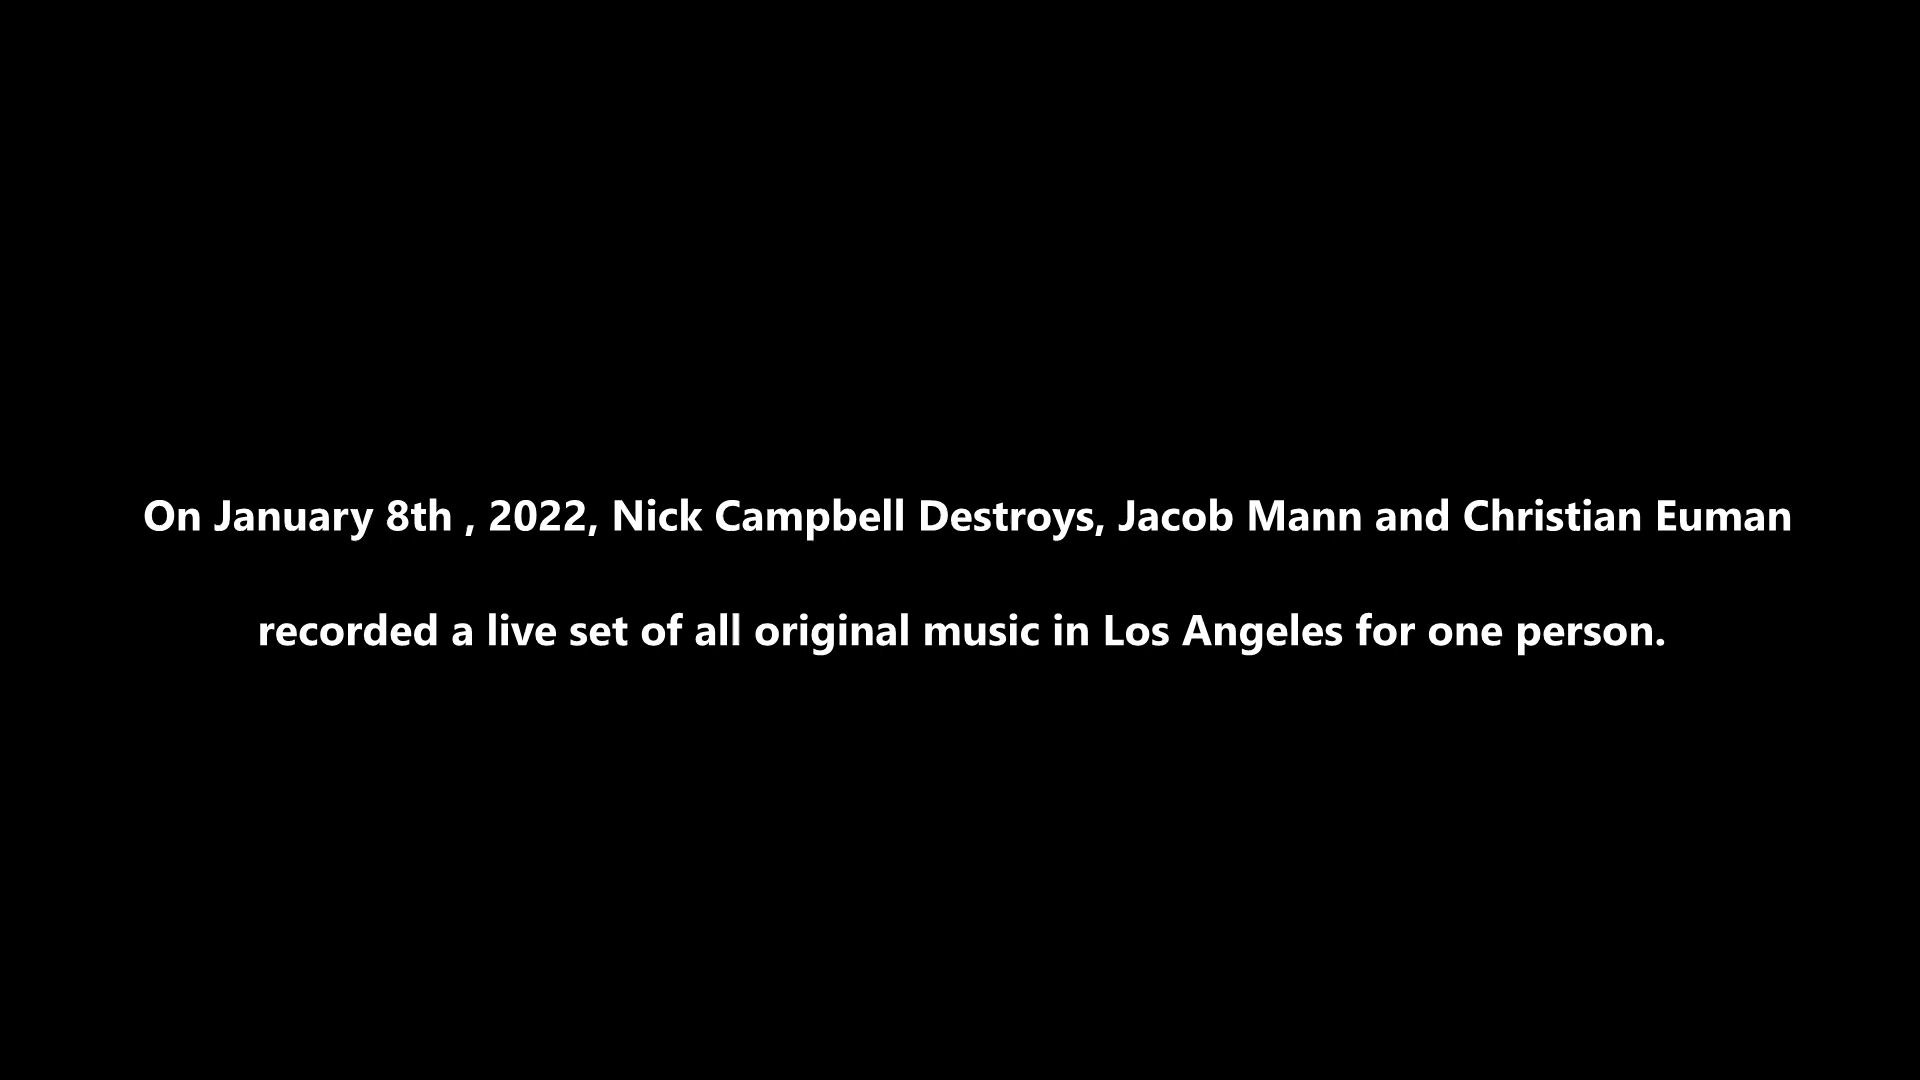 On January 8th , 2022, Nick Campbell Destroys, Jacob Mann and Christian Euman
recorded a live set of all original music in Los Angeles for one person.